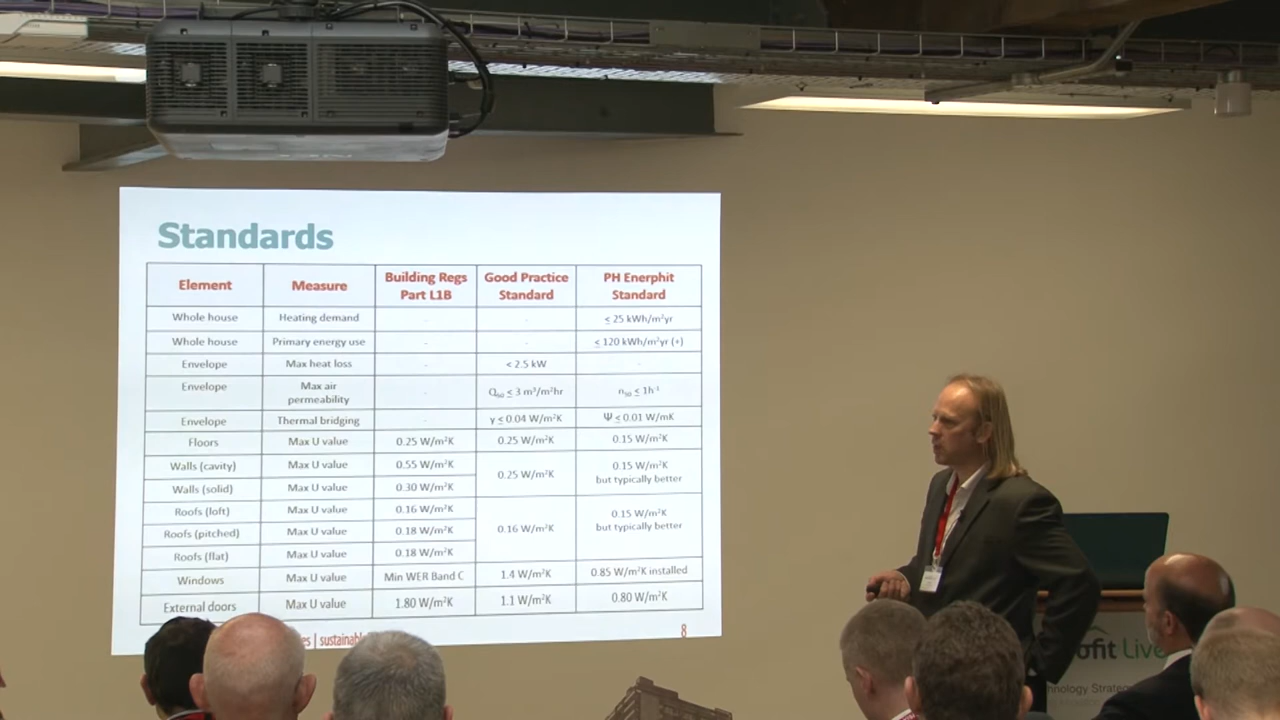 Standards
Element Measure Building Regs Part L1B Good Practice Standard PH Enerphit Standard
Whole house Heating demand - - ≤ 25 kWh/m²yr
Whole house Primary energy use - - ≤ 120 kWh/m²yr (+)
Envelope Max heat loss - < 2.5 kW -
Envelope Max air permeability - Q₅₀ ≤ 3 m³/m²hr n₅₀ ≤ 1h⁻¹
Envelope Thermal bridging - y ≤ 0.04 W/m²K Ψ ≤ 0.01 W/mK
Floors Max U value 0.25 W/m²K 0.25 W/m²K 0.15 W/m²K
Walls (cavity) Max U value 0.55 W/m²K 0.25 W/m²K 0.15 W/m²K but typically better
Walls (solid) Max U value 0.30 W/m²K
Roofs (loft) Max U value 0.16 W/m²K 0.16 W/m²K 0.15 W/m²K but typically better
Roofs (pitched) Max U value 0.18 W/m²K
Roofs (flat) Max U value 0.18 W/m²K
Windows Max U value Min WER Band C 1.4 W/m²K 0.85 W/m²K installed
External doors Max U value 1.80 W/m²K 1.1 W/m²K 0.80 W/m²K
es | sustainab
8
ofit Live
hnology Strateg